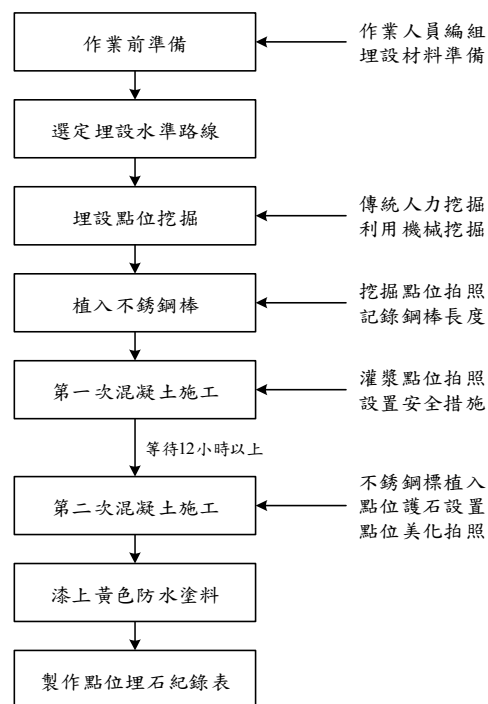 作業前準備
作業人員編組
埋設材料準備
選定埋設水準路線
埋設點位挖掘
傳統人力挖掘
利用機械挖掘
植入不銹鋼棒
挖掘點位拍照
記錄鋼棒長度
第一次混凝土施工
灌漿點位拍照
設置安全措施
等待12小時以上
第二次混凝土施工
不銹鋼標植入
點位護石設置
點位美化拍照
漆上黃色防水塗料
製作點位埋石紀錄表